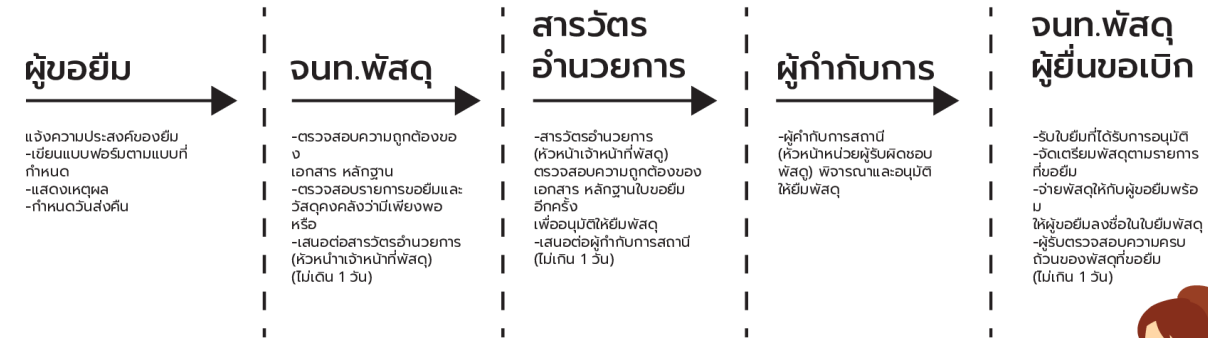 ผู้ขอยืม
แจ้งความประสงค์ของยืม
-เขียนแบบฟอร์มตามแบบที่
กำหนด
-แสดงเหตุผล
-กำหนดวันส่งคืน
จนท.พัสดุ
-ตรวจสอบความถูกต้องขอ
ง
เอกสาร หลักฐาน
-ตรวจสอบรายการขอยืมและ
วัสดุคงคลังว่ามีเพียงพอ
หรือ
-เสนอต่อสารวัตรอำนวยการ
(หัวหน้าเจ้าหน้าที่พัสดุ)
(ไม่เดิน 1 วัน)
สารวัตร
อำนวยการ
-สารวัตรอำนวยการ
(หัวหน้าเจ้าหน้าที่พัสดู)
ตรวจสอบความถูกต้องของ
เอกสาร หลักฐานใบขอยืม
อีกครั้ง
เพื่ออนุมัติให้ยืมพัสดุ
-เสนอต่อผู้กำกับการสถานี
(ไม่เกิน 1 วัน)
ผู้กำกับการ
-ผู้คำกับการสถานี
(หัวหน้าหน่วยผู้รับผิดชอบ
พัสดู) พิจารณาและอนุมัติ
ให้ยืมพัสดุ
จนท.พัสดุ
ผู้ยื่นขอเบิก
-รับใบยืมที่ได้รับการอนุมัติ
-จัดเตรียมพัสดุตามรายการ
ที่ขอยืม
-จ่ายพัสดุให้กับผู้ขอยืมพร้อ
ม
ให้ผู้ขอยืมลงชื่อในใบยืมพัสดุ
-ผู้รับตรวจสอบความครบ
ถ้วนของพัสดุที่ขอยืม
(ไม่เกิน 1 วัน)